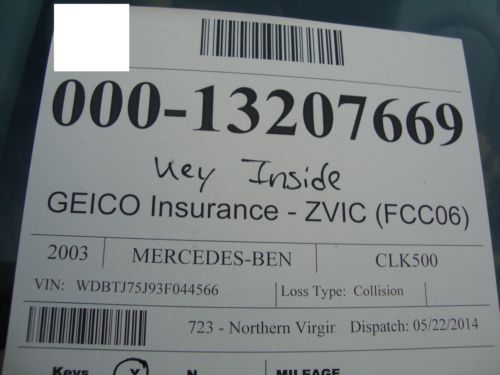 000-13207669
Key Inside
GEICO Insurance - ZVIC (FCC06)
2003 MERCEDES-BEN CLK500
VIN: WDBTJ75J93F044566 Loss Type: Collision
723 - Northern Virgir Dispatch: 05/22/2014
Keys Y N MILEAGE